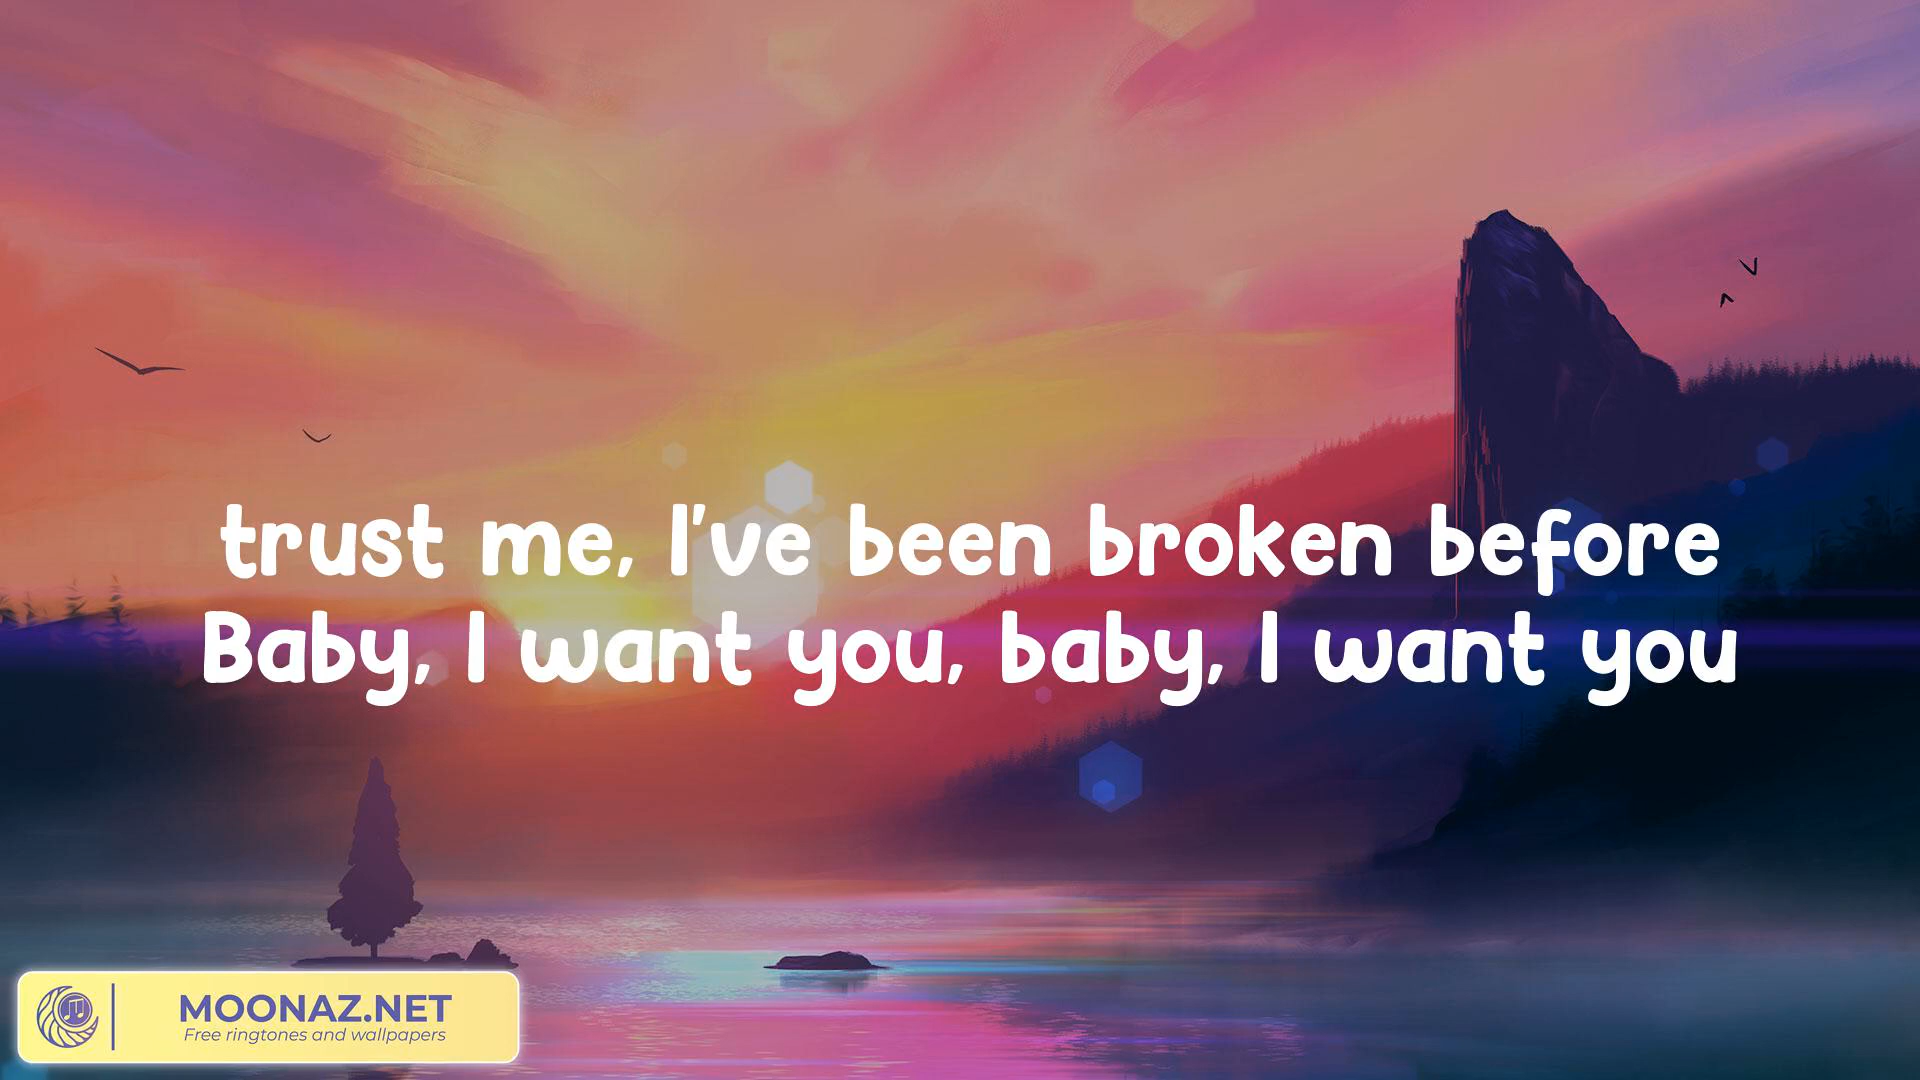 trust me, I've been broken before
Baby, I want you, baby, I want you
MOONAZ.NET
Free ringtones and wallpapers